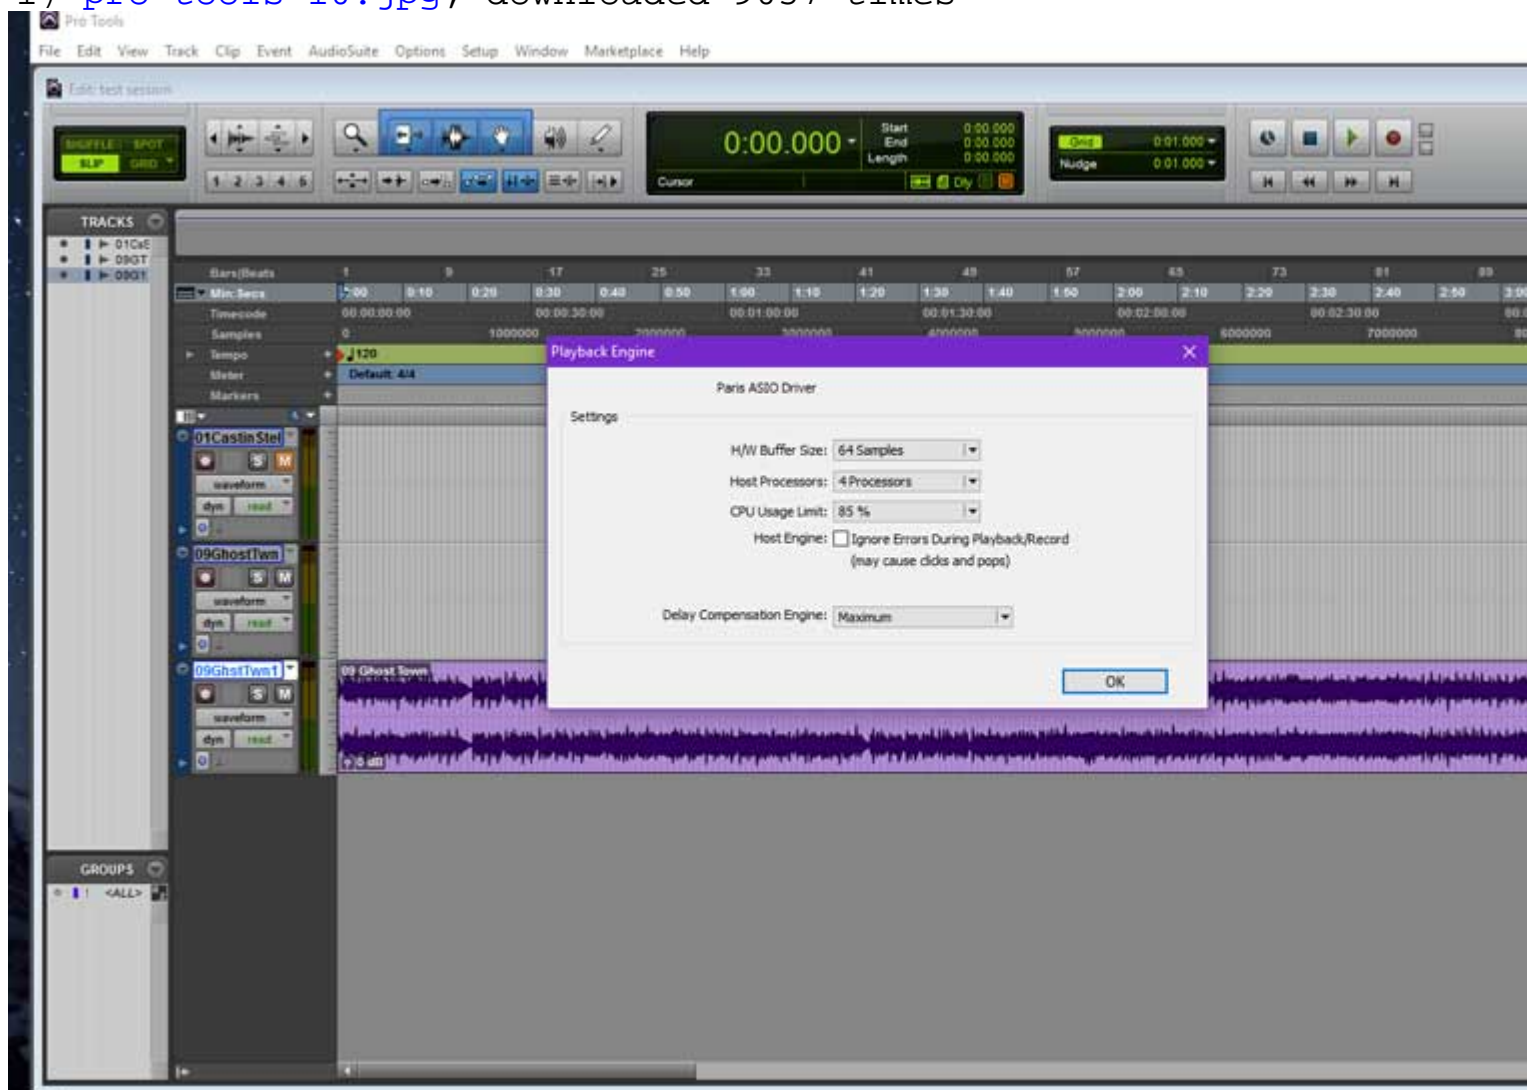 Pro Tools
File Edit View Track Clip Event AudioSuite Options Setup Window Marketplace Help
Edit: test session
SHUFFLE SPOT
SLIP GRID
1 2 3 4 5
0:00.000
Start 0:00.000
End 0:00.000
Length 0:00.000
Cursor
Dly
Grid 0:01.000
Nudge 0:01.000
TRACKS
01CsS
09GT
09G1
Bars|Beats 1 9 17 25 33 41 49 57 65 73 81 89
Min:Secs 0:00 0:10 0:20 0:30 0:40 0:50 1:00 1:10 1:20 1:30 1:40 1:50 2:00 2:10 2:20 2:30 2:40 2:50 3:00
Timecode 00:00:00:00 00:00:30:00 00:01:00:00 00:01:30:00 00:02:00:00 00:02:30:00
Samples 0 1000000 2000000 3000000 4000000 5000000 6000000 7000000
Tempo 120
Meter Default: 4/4
Markers
Playback Engine
Paris ASIO Driver
Settings
H/W Buffer Size: 64 Samples
Host Processors: 4 Processors
CPU Usage Limit: 85 %
Host Engine: Ignore Errors During Playback/Record
(may cause clicks and pops)
Delay Compensation Engine: Maximum
OK
01CastinStel
S M
waveform
dyn read
09GhostTwn
S M
waveform
dyn read
09GhstTwn1
S M
waveform
dyn read
09 Ghost Town
0 dB
GROUPS
! <ALL>